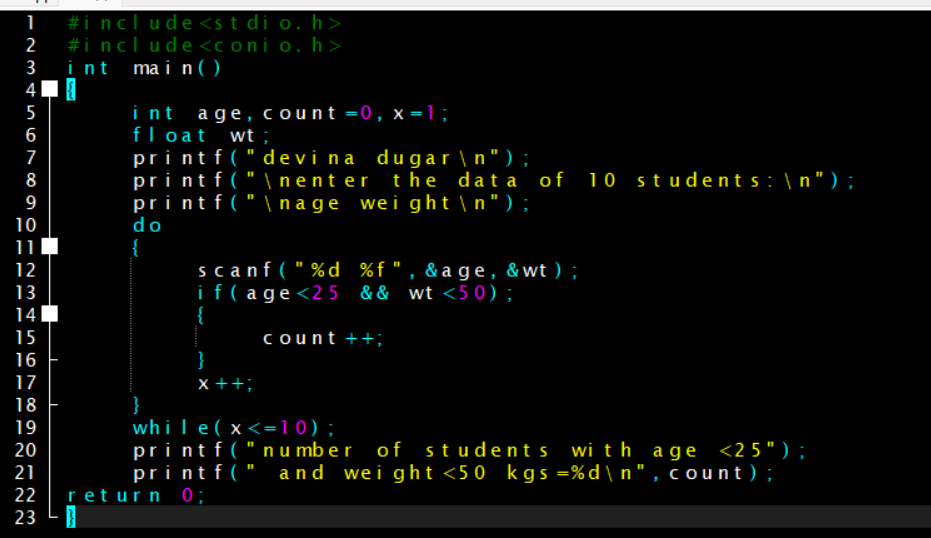 1 #include<stdio.h>
2 #include<conio.h>
3 int main()
4 {
5 int age,count=0,x=1;
6 float wt;
7 printf("devina dugar\n");
8 printf("\nenter the data of 10 students:\n");
9 printf("\nage weight\n");
10 do
11 {
12 scanf("%d %f",&age,&wt);
13 if(age<25 && wt<50);
14 {
15 count++;
16 }
17 x++;
18 }
19 while(x<=10);
20 printf("number of students with age <25");
21 printf(" and weight<50 kgs=%d\n",count);
22 return 0;
23 }